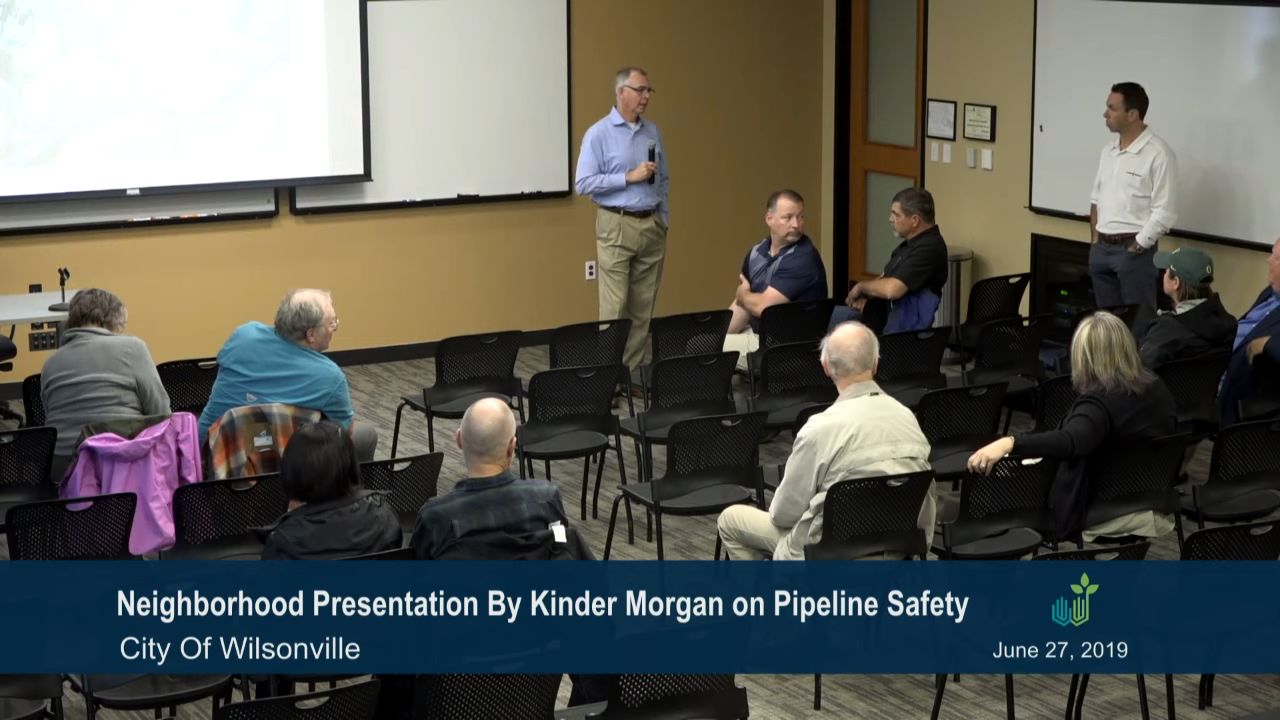 Neighborhood Presentation By Kinder Morgan on Pipeline Safety
City Of Wilsonville
June 27, 2019